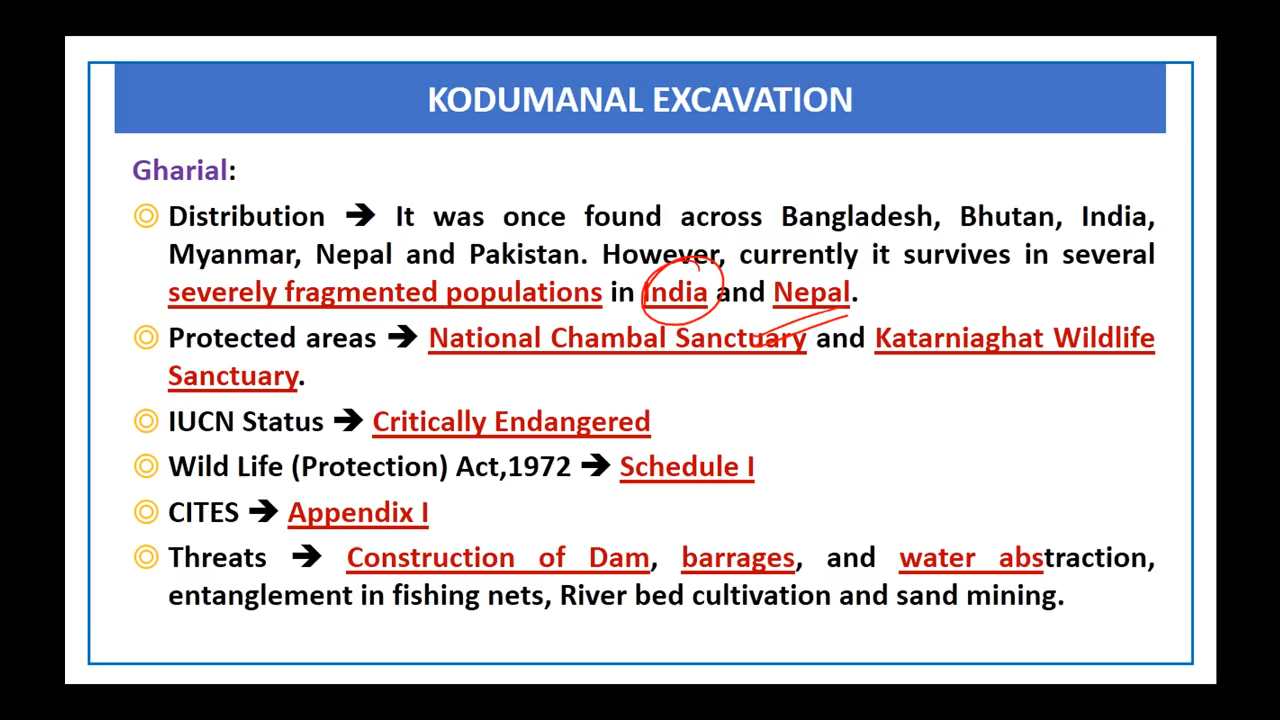 KODUMANAL EXCAVATION
Gharial:
Distribution ➔ It was once found across Bangladesh, Bhutan, India,
Myanmar, Nepal and Pakistan. However, currently it survives in several
severely fragmented populations in India and Nepal.
Protected areas ➔ National Chambal Sanctuary and Katarniaghat Wildlife
Sanctuary.
IUCN Status ➔ Critically Endangered
Wild Life (Protection) Act,1972 ➔ Schedule I
CITES ➔ Appendix I
Threats ➔ Construction of Dam, barrages, and water abstraction,
entanglement in fishing nets, River bed cultivation and sand mining.